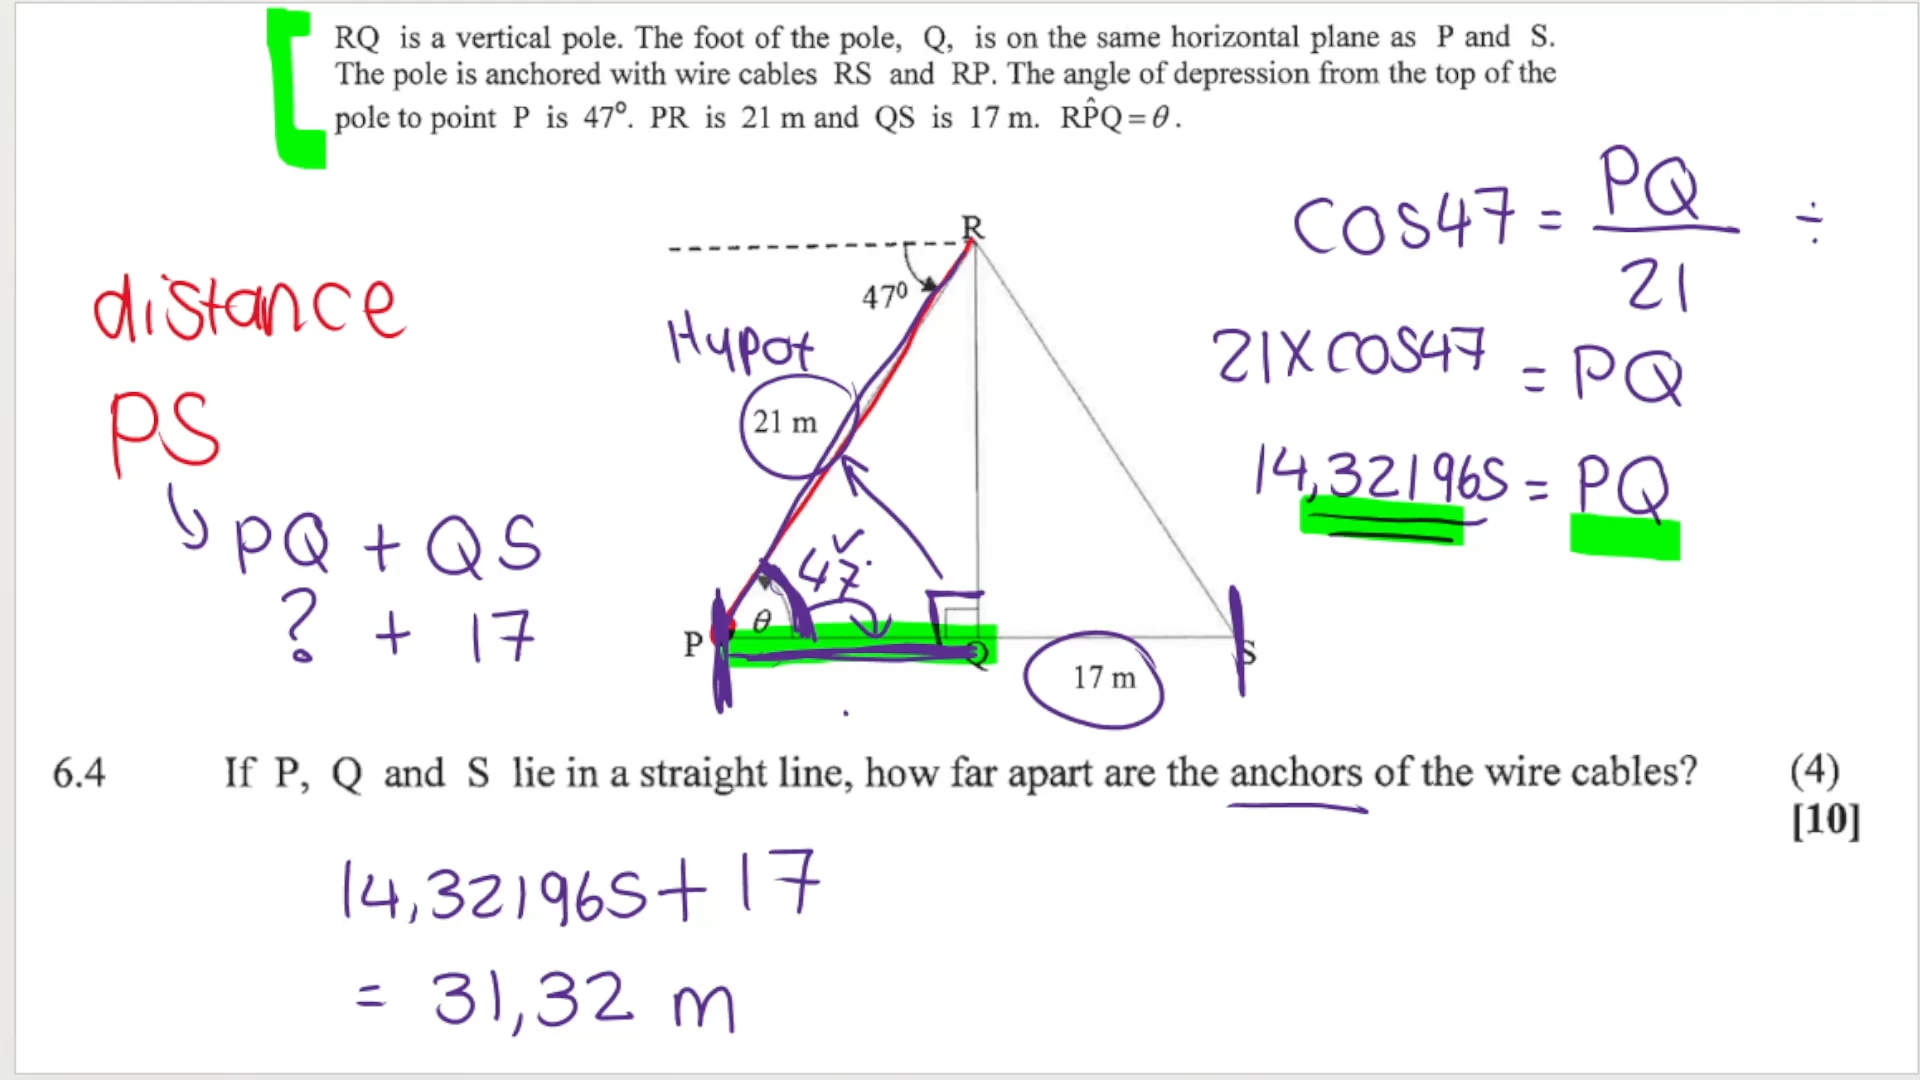 RQ is a vertical pole. The foot of the pole, Q, is on the same horizontal plane as P and S.
The pole is anchored with wire cables RS and RP. The angle of depression from the top of the
pole to point P is 47⁰. PR is 21 m and QS is 17 m. RP̂Q = θ.
cos47 = PQ/21 ÷
21×cos47 = PQ
14,321965 = PQ
distance
PS
PQ + QS
? + 17
R
47⁰
Hypot
21 m
47°
θ
P
Q
S
17 m
6.4 If P, Q and S lie in a straight line, how far apart are the anchors of the wire cables? (4)
[10]
14,321965 + 17
= 31,32 m